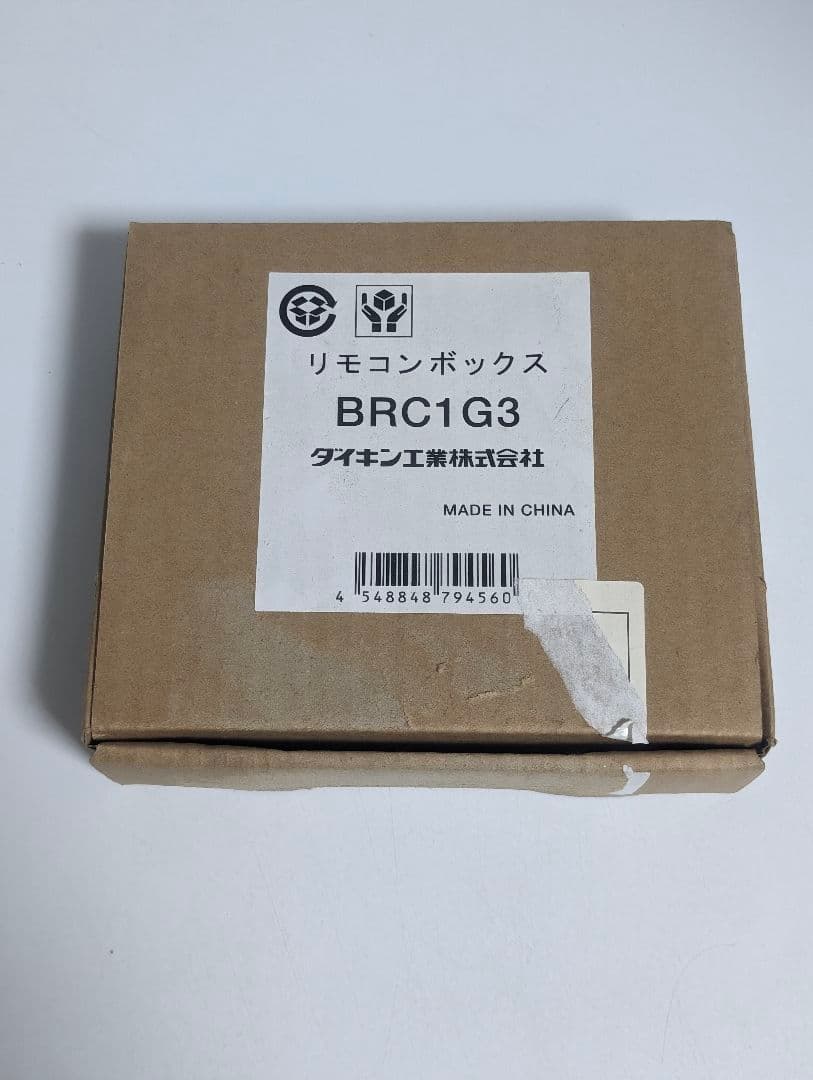 リモコンボックス
BRC1G3
ダイキン工業株式会社
MADE IN CHINA
4 548848 794560